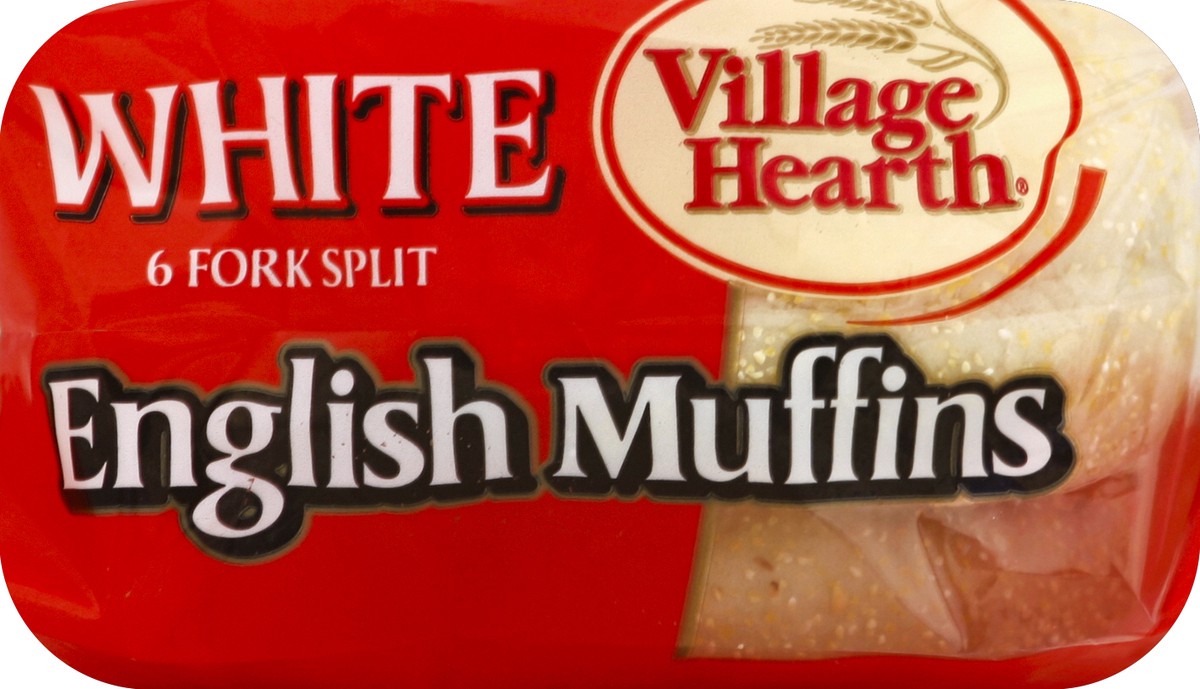 WHITE
6 FORK SPLIT
Village
Hearth®
English Muffins